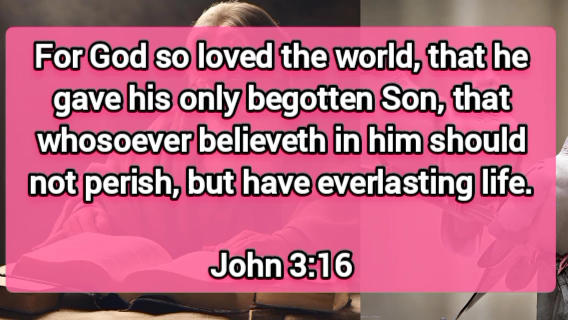 For God so loved the world, that he
gave his only begotten Son, that
whosoever believeth in him should
not perish, but have everlasting life.
John 3:16